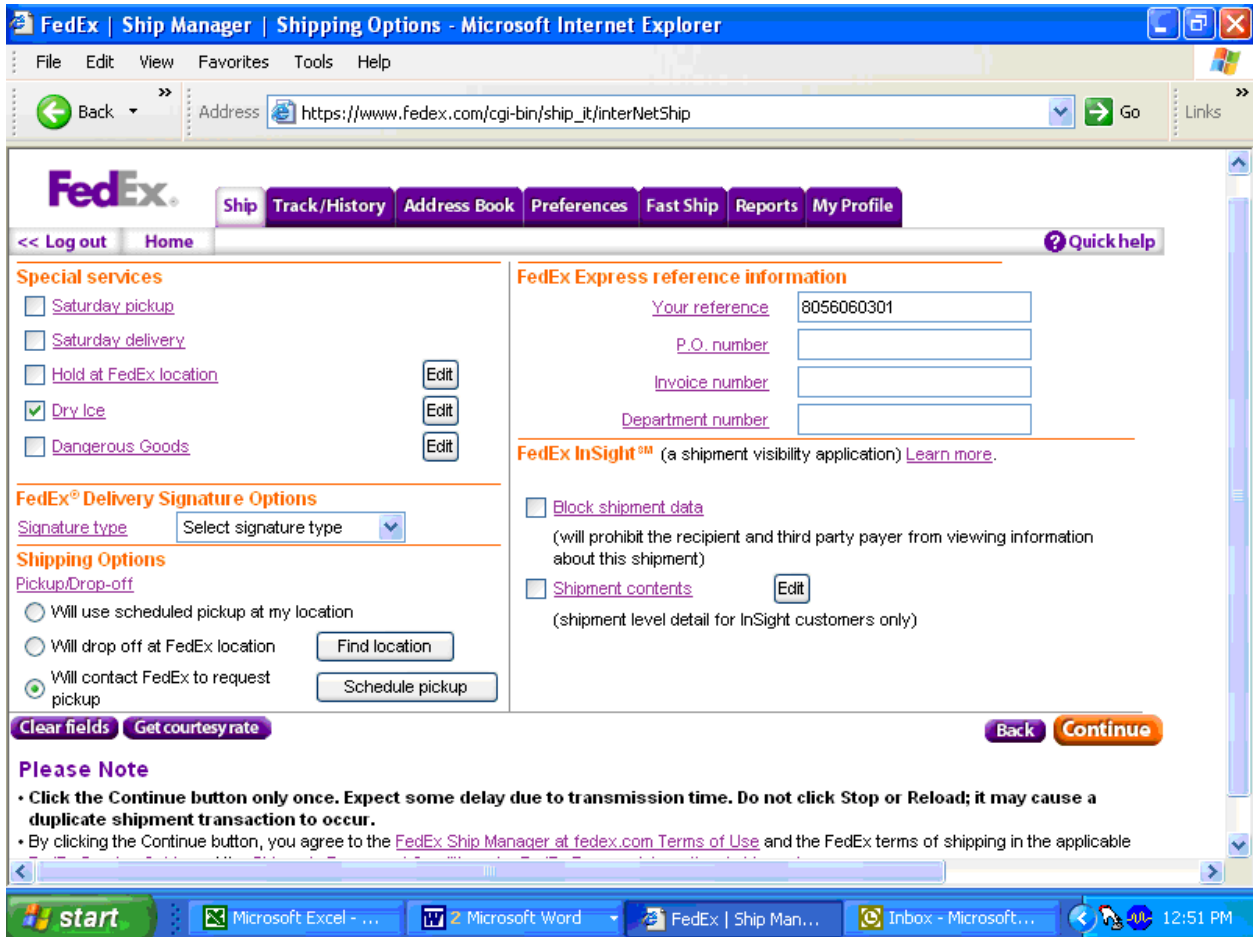 FedEx | Ship Manager | Shipping Options - Microsoft Internet Explorer
File Edit View Favorites Tools Help
Back Address https://www.fedex.com/cgi-bin/ship_it/interNetShip Go Links
FedEx®
Ship Track/History Address Book Preferences Fast Ship Reports My Profile
<< Log out Home Quick help
Special services
Saturday pickup
Saturday delivery
Hold at FedEx location Edit
Dry Ice Edit
Dangerous Goods Edit
FedEx® Delivery Signature Options
Signature type Select signature type
Shipping Options
Pickup/Drop-off
Will use scheduled pickup at my location
Will drop off at FedEx location Find location
Will contact FedEx to request
pickup Schedule pickup
FedEx Express reference information
Your reference 8056060301
P.O. number
Invoice number
Department number
FedEx InSight℠ (a shipment visibility application) Learn more.
Block shipment data
(will prohibit the recipient and third party payer from viewing information
about this shipment)
Shipment contents Edit
(shipment level detail for InSight customers only)
Clear fields Get courtesy rate Back Continue
Please Note
• Click the Continue button only once. Expect some delay due to transmission time. Do not click Stop or Reload; it may cause a
duplicate shipment transaction to occur.
• By clicking the Continue button, you agree to the FedEx Ship Manager at fedex.com Terms of Use and the FedEx terms of shipping in the applicable
start Microsoft Excel - ... 2 Microsoft Word FedEx | Ship Man... Inbox - Microsoft... 12:51 PM